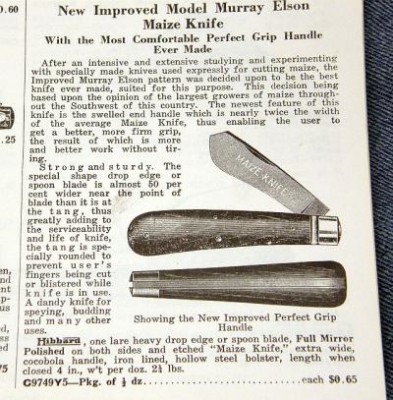 0.60
New Improved Model Murray Elson
Maize Knife
With the Most Comfortable Perfect Grip Handle
Ever Made
After an intensive and extensive studying and experimenting
with specially made knives used expressly for cutting maize, the
Improved Murray Elson pattern was decided upon to be the best
knife ever made, suited for this purpose. This decision being
based upon the opinion of the largest growers of maize through-
out the Southwest of this country. The newest feature of this
knife is the swelled end handle which is nearly twice the width
of the average Maize Knife, thus enabling the user to
get a better, more firm grip,
the result of which is more
and better work without tir-
ing.
Strong and sturdy. The
special shape drop edge or
spoon blade is almost 50 per
cent wider near the point of
blade than it is at
the tang, thus
greatly adding to
the serviceability
and life of knife,
the tang is spe-
cially rounded to
prevent user's
fingers being cut
or blistered while
knife is in use.
A dandy knife for
speying, budding
and many other
uses.
MAIZE KNIFE
Showing the New Improved Perfect Grip
Handle
Hibbard, one lare heavy drop edge or spoon blade, Full Mirror
Polished on both sides and etched "Maize Knife," extra wide,
cocobola handle, iron lined, hollow steel bolster, length when
closed 4 in., w't per doz. 2½ lbs.
G9749Y5—Pkg. of ½ dz. each $0.65
.25